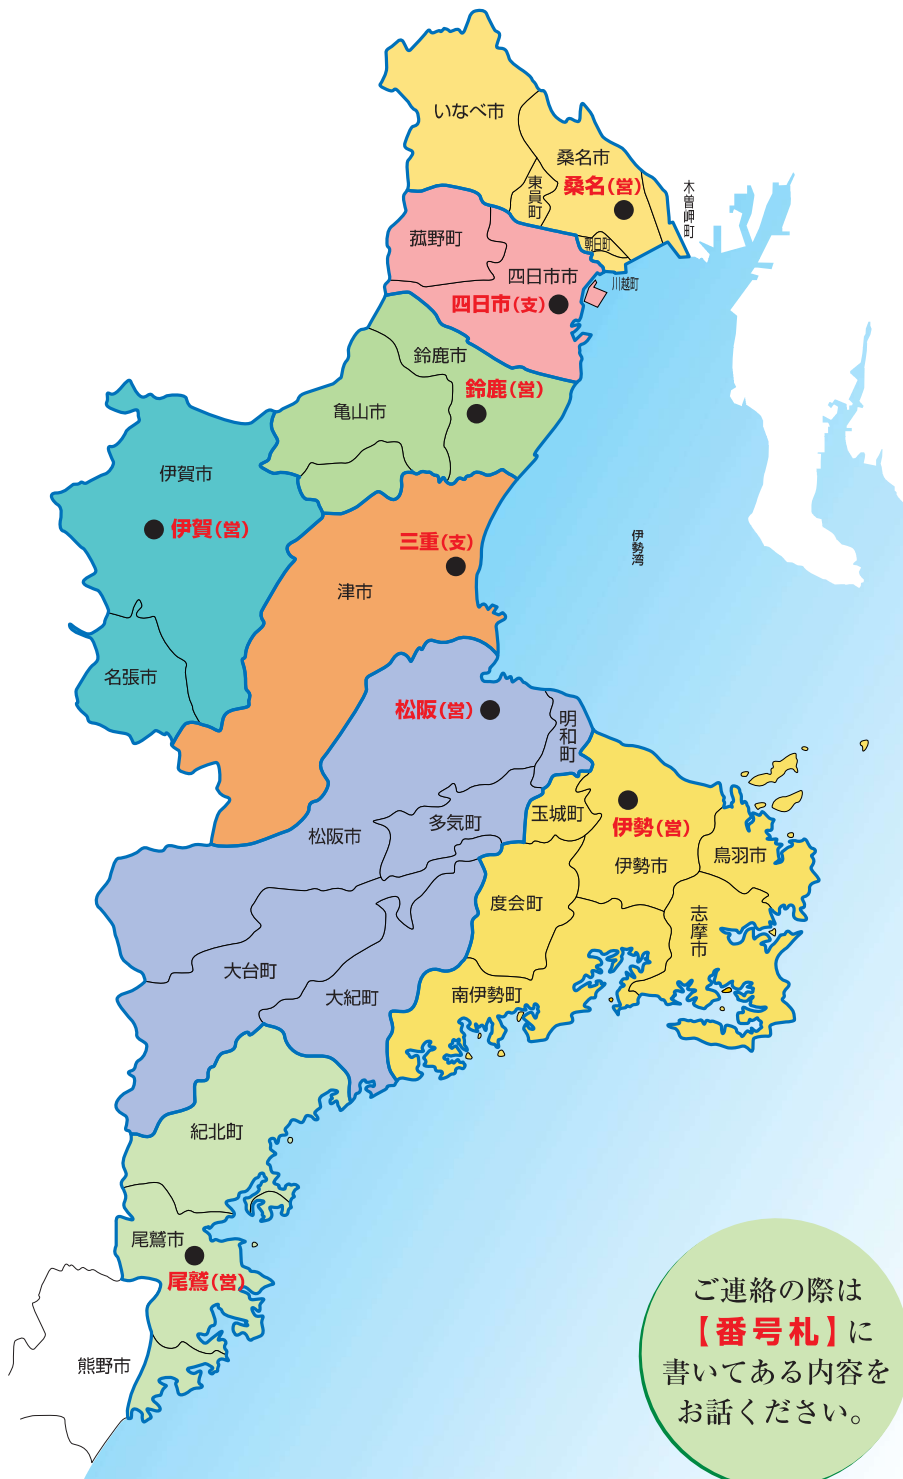 いなべ市
桑名市
桑名(営)
東員町
木曽岬町
朝日町
菰野町
四日市市
川越町
四日市(支)
鈴鹿市
鈴鹿(営)
亀山市
伊賀市
伊賀(営)
三重(支)
伊勢湾
津市
名張市
松阪(営)
明和町
玉城町
伊勢(営)
松阪市
多気町
伊勢市
鳥羽市
度会町
志摩市
大台町
大紀町
南伊勢町
紀北町
尾鷲市
尾鷲(営)
熊野市
ご連絡の際は
【番号札】に
書いてある内容を
お話ください。